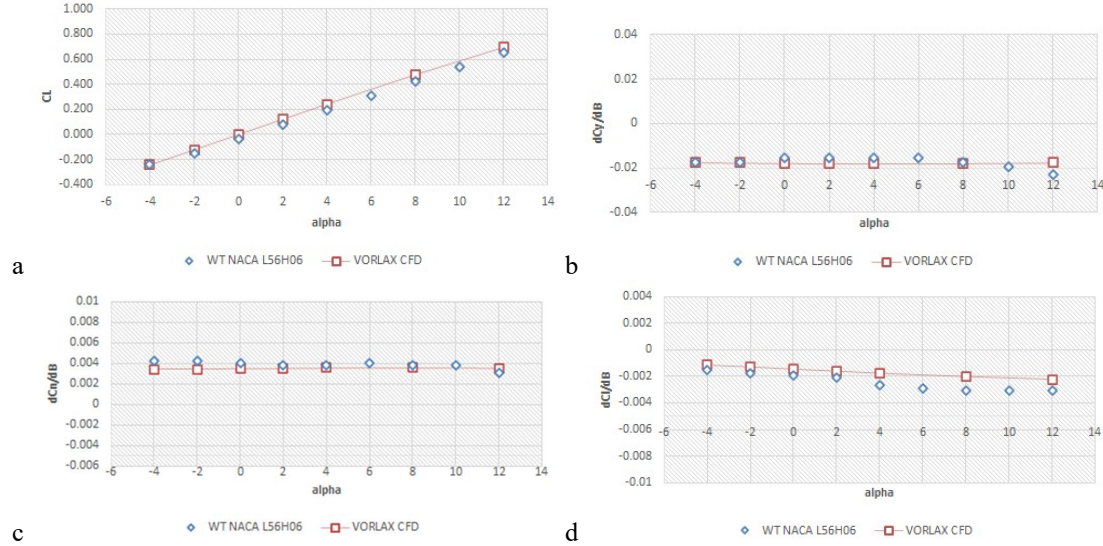 1.000
0.800
0.600
0.400
0.200
0.000
-0.200
-0.400
CL
-6 -4 -2 0 2 4 6 8 10 12 14
alpha
WT NACA L56H06 VORLAX CFD
a
0.04
0.02
0
-0.02
-0.04
dCy/dB
-6 -4 -2 0 2 4 6 8 10 12 14
alpha
WT NACA L56H06 VORLAX CFD
b
0.01
0.008
0.006
0.004
0.002
0
-0.002
-0.004
-0.006
dCn/dB
-6 -4 -2 0 2 4 6 8 10 12 14
alpha
WT NACA L56H06 VORLAX CFD
c
0.004
0.002
0
-0.002
-0.004
-0.006
-0.008
-0.01
dCl/dB
-6 -4 -2 0 2 4 6 8 10 12 14
alpha
WT NACA L56H06 VORLAX CFD
d